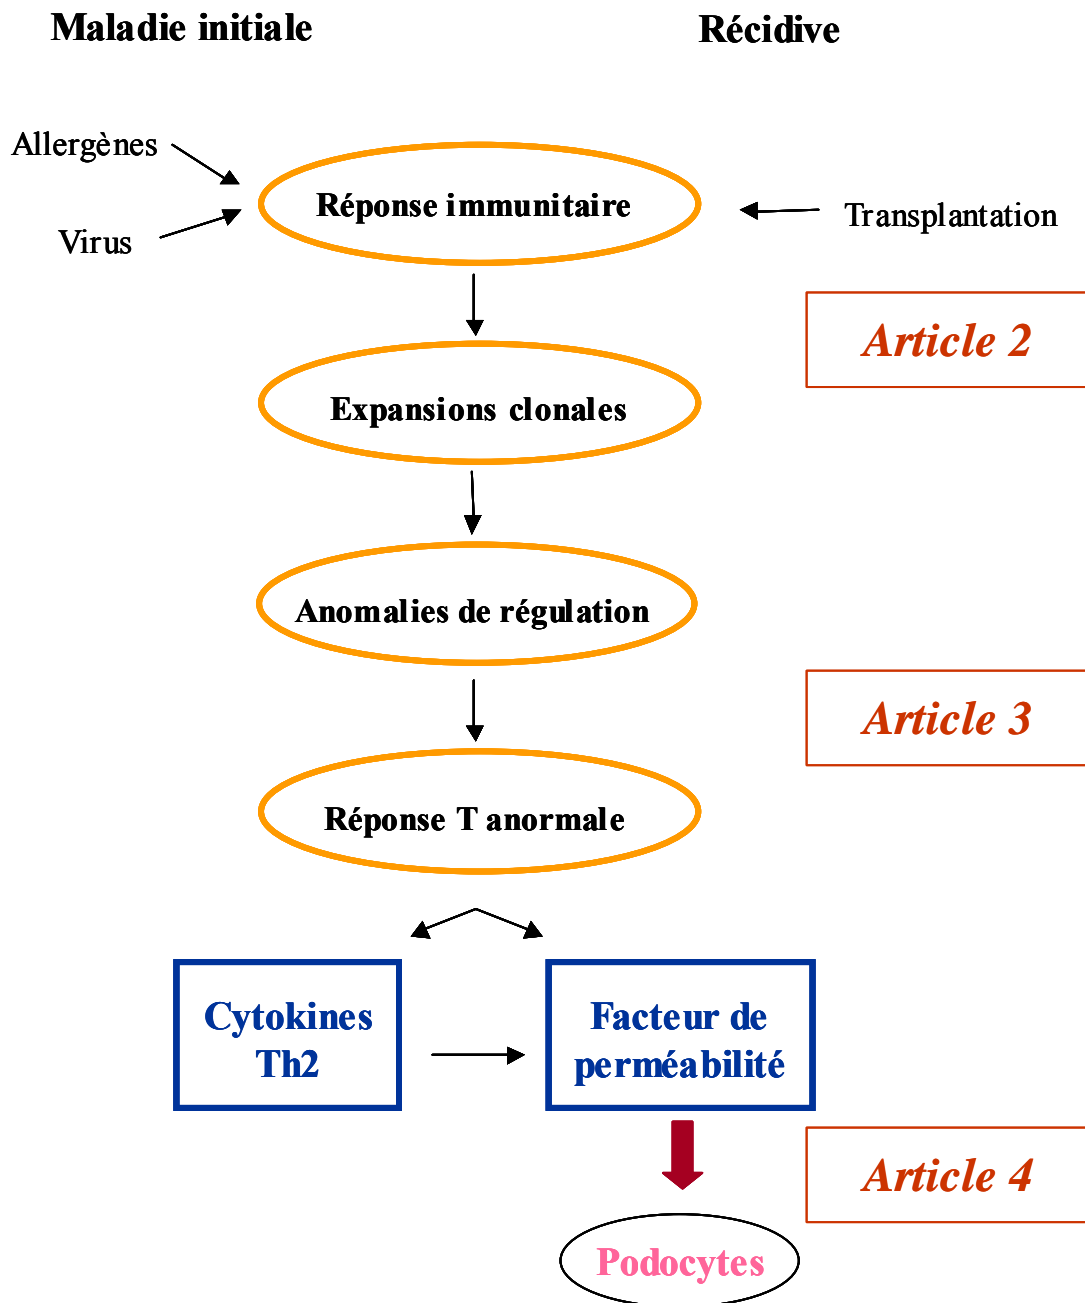 Maladie initiale
Récidive
Allergènes
Virus
Réponse immunitaire
Transplantation
Article 2
Expansions clonales
Anomalies de régulation
Article 3
Réponse T anormale
Cytokines
Th2
Facteur de
perméabilité
Article 4
Podocytes